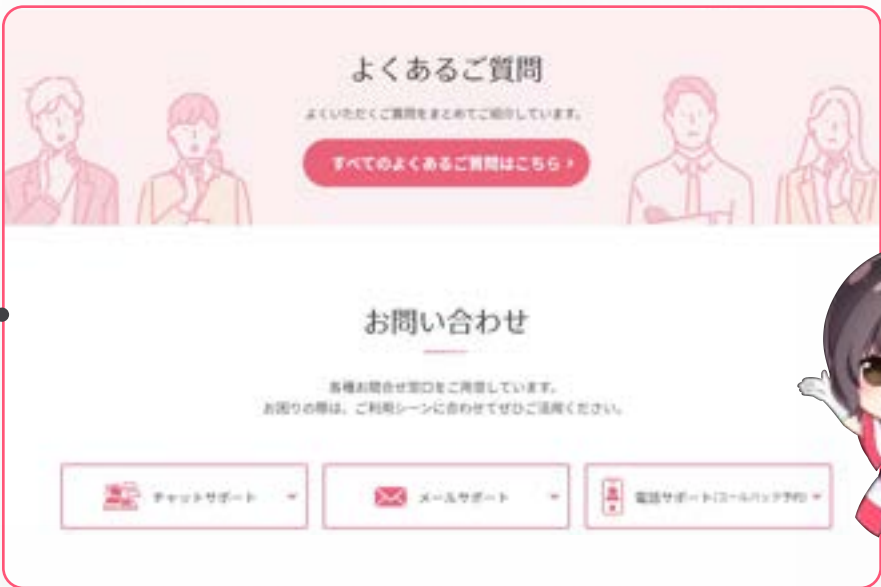 よくあるご質問
よくいただくご質問をまとめてご紹介しています。
すべてのよくあるご質問はこちら
お問い合わせ
各種お問合せ窓口をご用意しています。
お困りの際は、ご利用シーンに合わせてぜひご活用ください。
チャットサポート
メールサポート
電話サポート(コールバック予約)